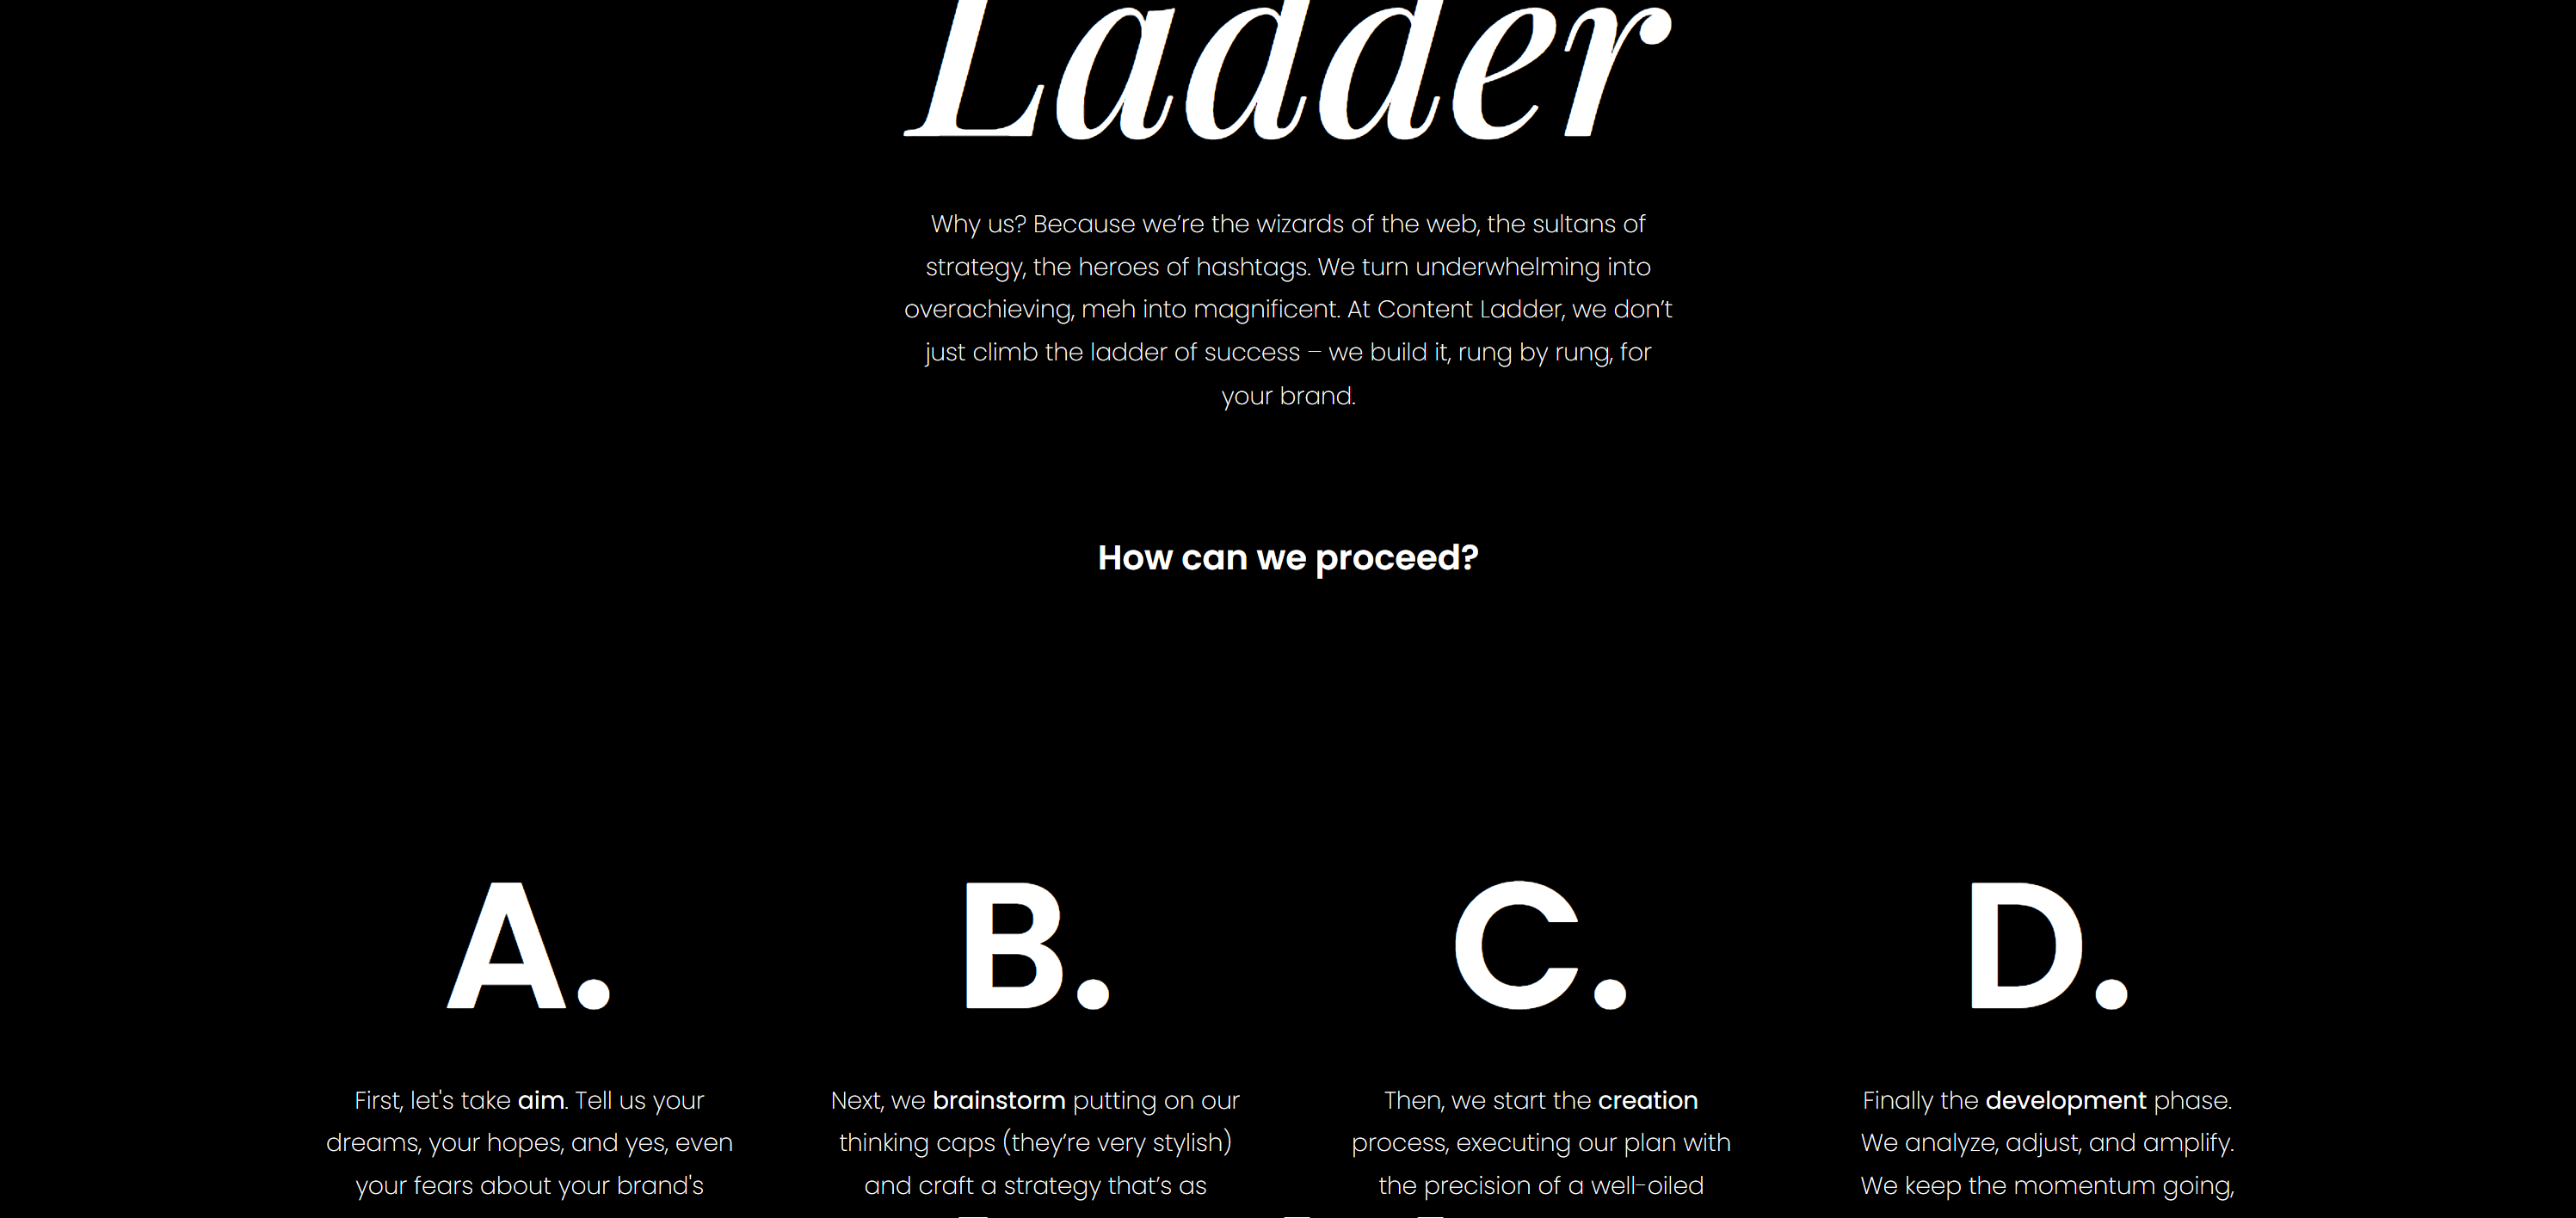 Ladder
Why us? Because we’re the wizards of the web, the sultans of
strategy, the heroes of hashtags. We turn underwhelming into
overachieving, meh into magnificent. At Content Ladder, we don’t
just climb the ladder of success – we build it, rung by rung, for
your brand.
How can we proceed?
A.
First, let's take aim. Tell us your
dreams, your hopes, and yes, even
your fears about your brand's
B.
Next, we brainstorm putting on our
thinking caps (they’re very stylish)
and craft a strategy that’s as
C.
Then, we start the creation
process, executing our plan with
the precision of a well-oiled
D.
Finally the development phase.
We analyze, adjust, and amplify.
We keep the momentum going,